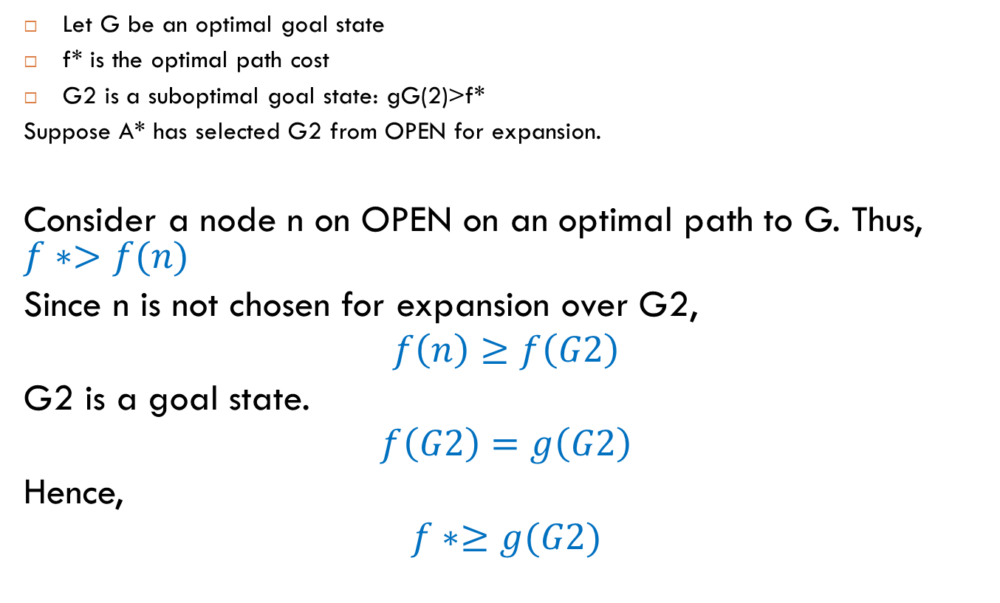 Let G be an optimal goal state
f* is the optimal path cost
G2 is a suboptimal goal state: gG(2)>f*
Suppose A* has selected G2 from OPEN for expansion.
Consider a node n on OPEN on an optimal path to G. Thus,
f *> f(n)
Since n is not chosen for expansion over G2,
f(n) ≥ f(G2)
G2 is a goal state.
f(G2) = g(G2)
Hence,
f *≥ g(G2)